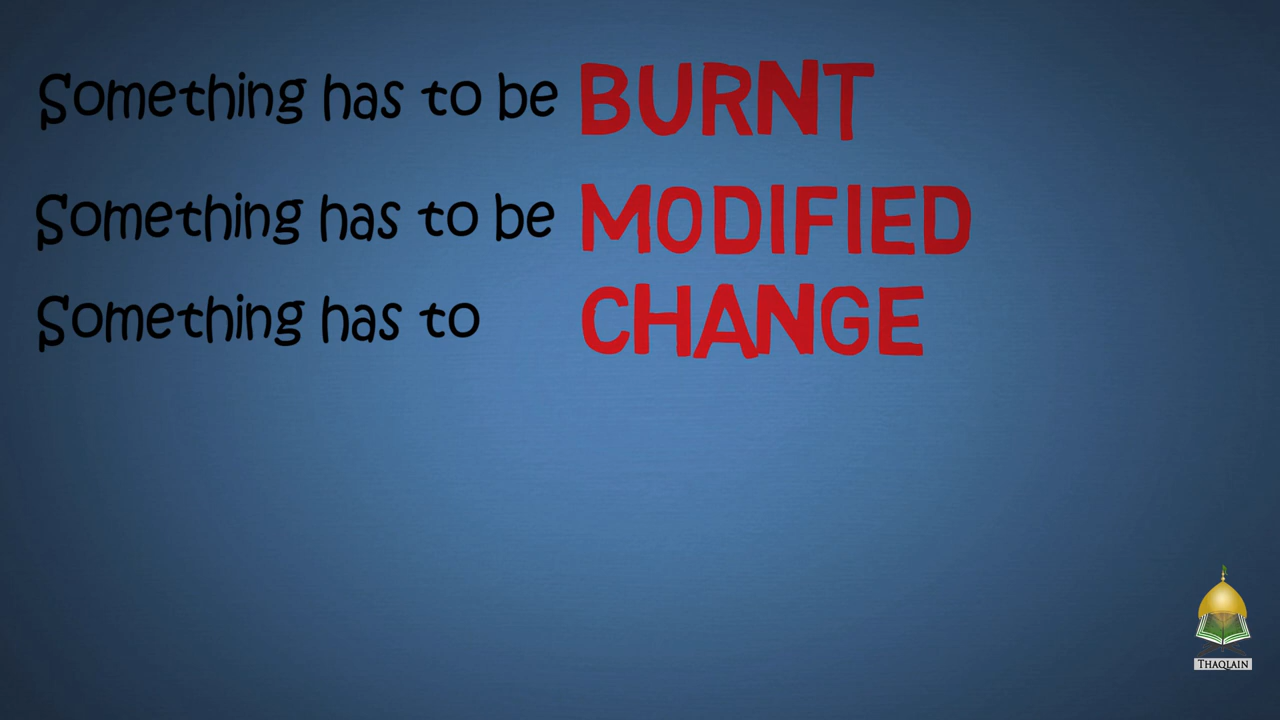 Something has to be BURNT
Something has to be MODIFIED
Something has to CHANGE
THAQLAIN